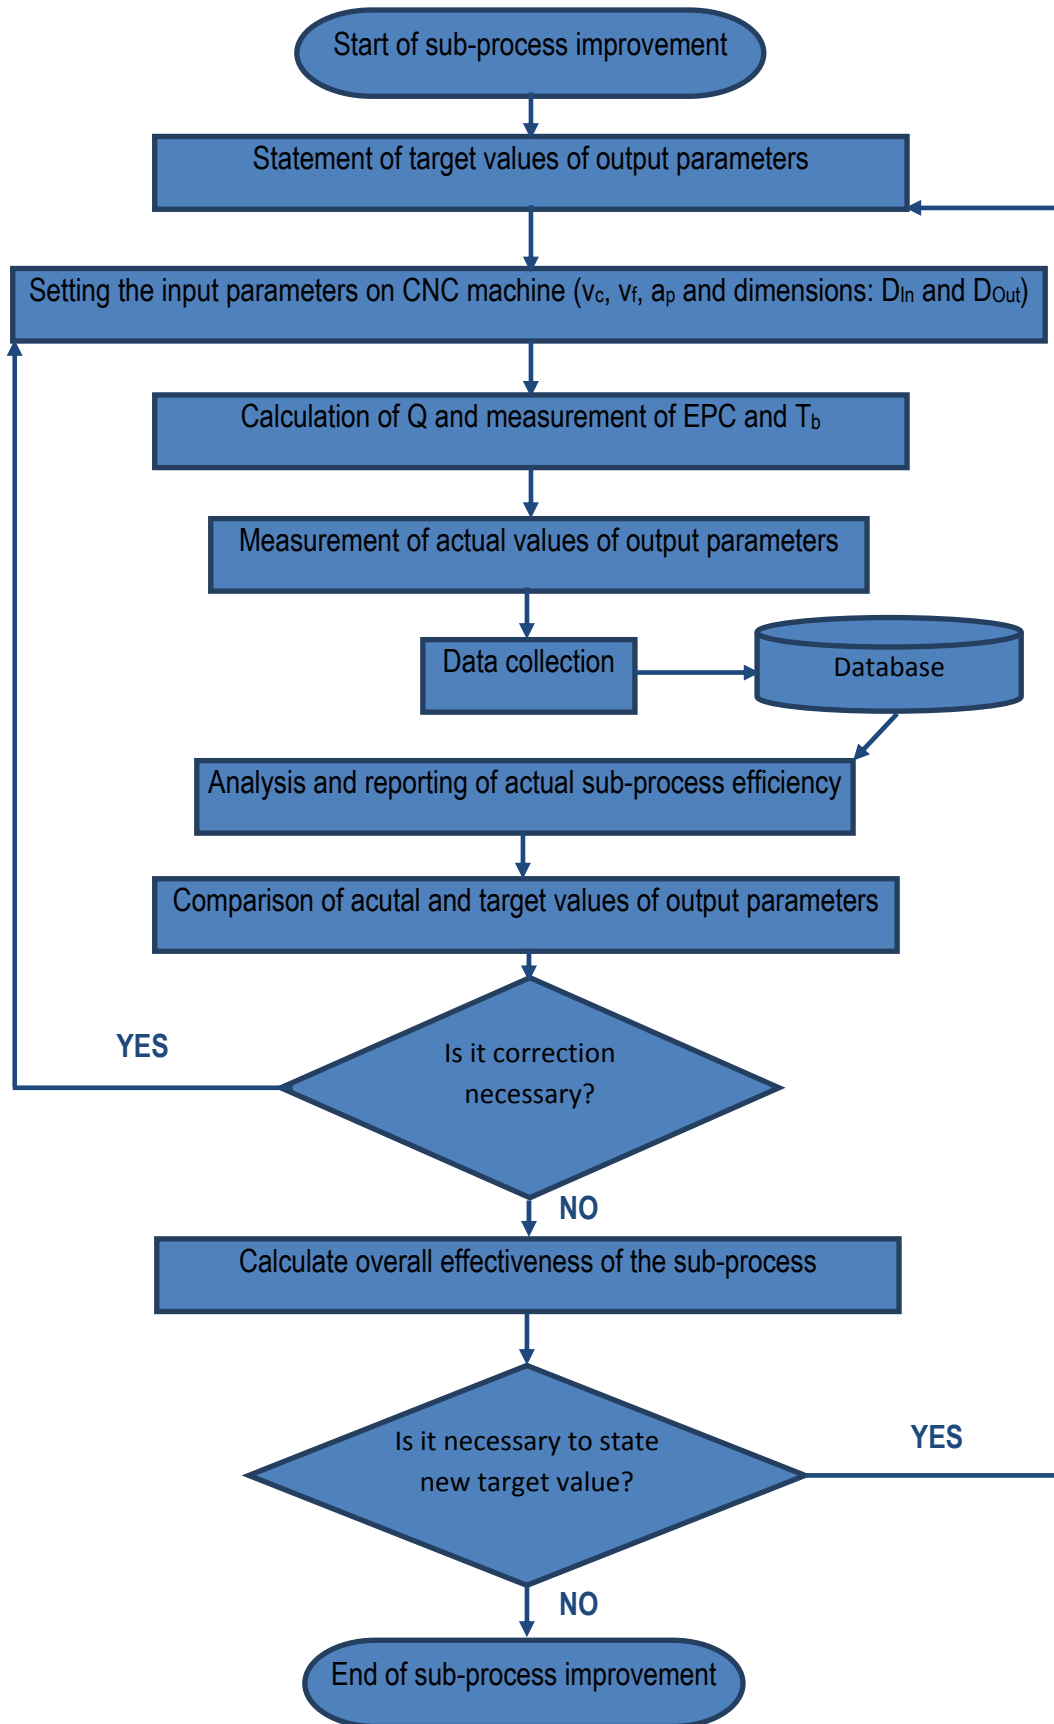 Start of sub-process improvement
Statement of target values of output parameters
Setting the input parameters on CNC machine (vc, vf, ap and dimensions: DIn and DOut)
Calculation of Q and measurement of EPC and Tb
Measurement of actual values of output parameters
Data collection
Database
Analysis and reporting of actual sub-process efficiency
Comparison of acutal and target values of output parameters
YES
Is it correction
necessary?
NO
Calculate overall effectiveness of the sub-process
Is it necessary to state
new target value?
YES
NO
End of sub-process improvement